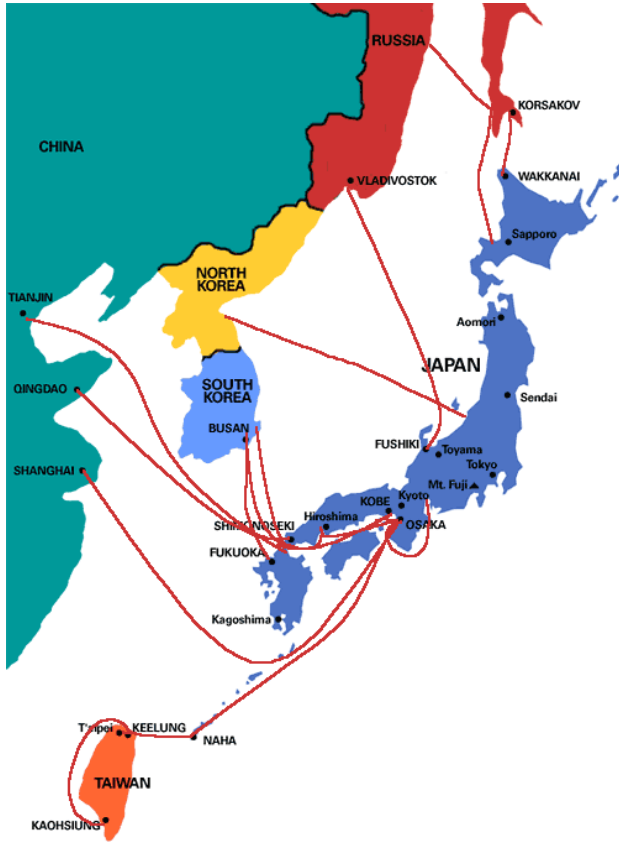 RUSSIA
KORSAKOV
CHINA
WAKKANAI
VLADIVOSTOK
Sapporo
NORTH
KOREA
TIANJIN
Aomori
JAPAN
SOUTH
KOREA
QINGDAO
Sendai
BUSAN
FUSHIKI
Toyama
SHANGHAI
Tokyo
Mt. Fuji
KOBE
Kyoto
SHIMONOSEKI
Hiroshima
OSAKA
FUKUOKA
Kagoshima
T'aipei
KEELUNG
NAHA
TAIWAN
KAOHSIUNG